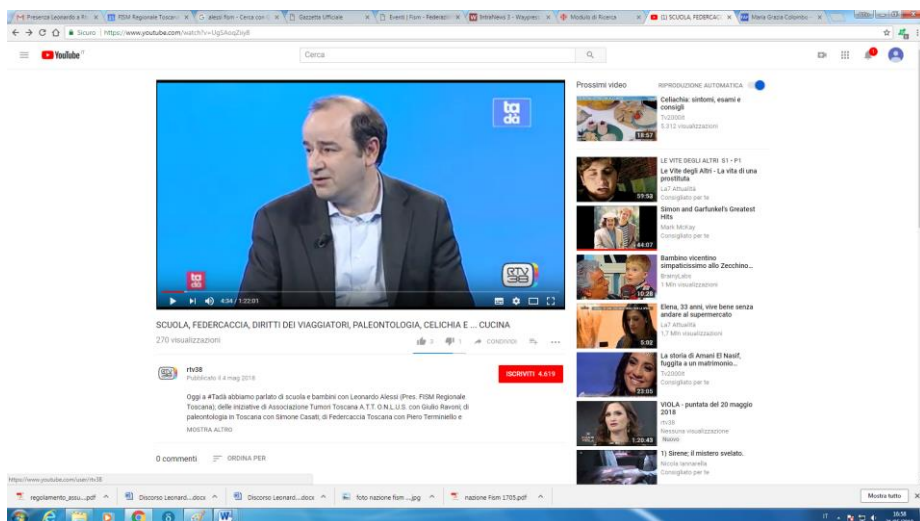 Presenza Leonardo a Ri
FISM Regionale Toscan
alessi fism - Cerca con G
Gazzetta Ufficiale
Eventi | Fism - Federazi
IntraNews 3 - Waypress
Modulo di Ricerca
(1) SCUOLA, FEDERCAC
Maria Grazia Colombo -
Sicuro
https://www.youtube.com/watch?v=UgSAoqZIiy8
YouTube IT
Cerca
ta
dà
RTV
38
ta
dà
4:34 / 1:22:01
SCUOLA, FEDERCACCIA, DIRITTI DEI VIAGGIATORI, PALEONTOLOGIA, CELICHIA E ... CUCINA
270 visualizzazioni
3
1
CONDIVIDI
rtv38
Pubblicato il 4 mag 2018
ISCRIVITI 4.619
Oggi a #Tadà abbiamo parlato di scuola e bambini con Leonardo Alessi (Pres. FISM Regionale
Toscana); delle iniziative di Associazione Tumori Toscana A.T.T. O.N.L.U.S. con Giulio Ravoni; di
paleontologia in Toscana con Simone Casati; di Federcaccia Toscana con Piero Terminiello e
MOSTRA ALTRO
0 commenti
ORDINA PER
Prossimi video
RIPRODUZIONE AUTOMATICA
18:57
Celiachia: sintomi, esami e
consigli
Tv2000it
5.312 visualizzazioni
59:53
LE VITE DEGLI ALTRI S1 - P1
Le Vite degli Altri - La vita di una
prostituta
La7 Attualità
Consigliato per te
44:07
Simon and Garfunkel's Greatest
Hits
Mark McKay
Consigliato per te
10:28
Bambino vicentino
simpaticissimo allo Zecchino...
BrainyLabs
1 Mln visualizzazioni
5:02
Elena, 33 anni, vive bene senza
andare al supermercato
La7 Attualità
1,7 Mln visualizzazioni
23:05
La storia di Amani El Nasif,
fuggita a un matrimonio...
Tv2000it
Consigliato per te
1:20:43
VIOLA - puntata del 20 maggio
2018
rtv38
Nessuna visualizzazione
Nuovo
1) Sirene; il mistero svelato.
Nicola Iannarella
Consigliato per te
https://www.youtube.com/user/rtv38
regolamento_assu....pdf
Discorso Leonard....docx
Discorso Leonard....docx
foto nazione fism ....jpg
nazione Fism 1705.pdf
Mostra tutto
IT
16:58